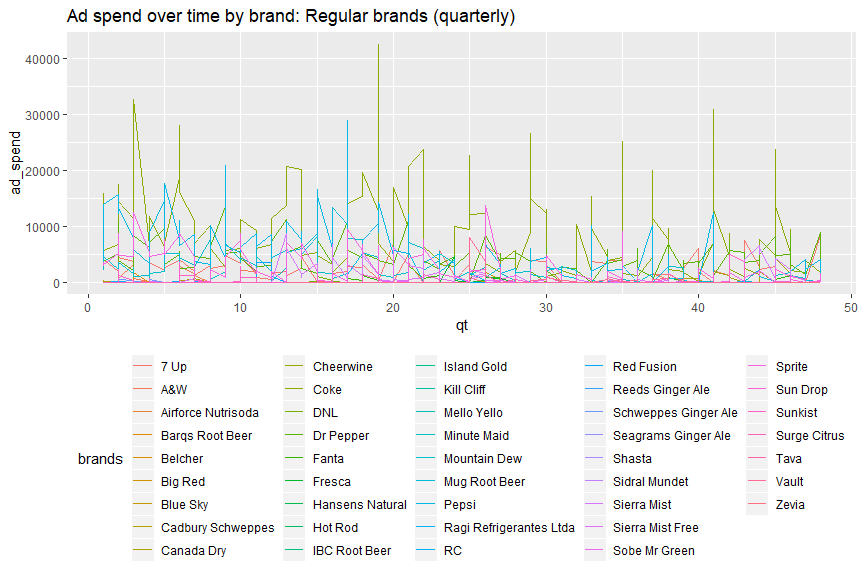 Ad spend over time by brand: Regular brands (quarterly)
40000
30000
20000
10000
0
ad_spend
0 10 20 30 40 50
qt
brands
7 Up Cheerwine Island Gold Red Fusion Sprite
A&W Coke Kill Cliff Reeds Ginger Ale Sun Drop
Airforce Nutrisoda DNL Mello Yello Schweppes Ginger Ale Sunkist
Barqs Root Beer Dr Pepper Minute Maid Seagrams Ginger Ale Surge Citrus
Belcher Fanta Mountain Dew Shasta Tava
Big Red Fresca Mug Root Beer Sidral Mundet Vault
Blue Sky Hansens Natural Pepsi Sierra Mist Zevia
Cadbury Schweppes Hot Rod Ragi Refrigerantes Ltda Sierra Mist Free
Canada Dry IBC Root Beer RC Sobe Mr Green